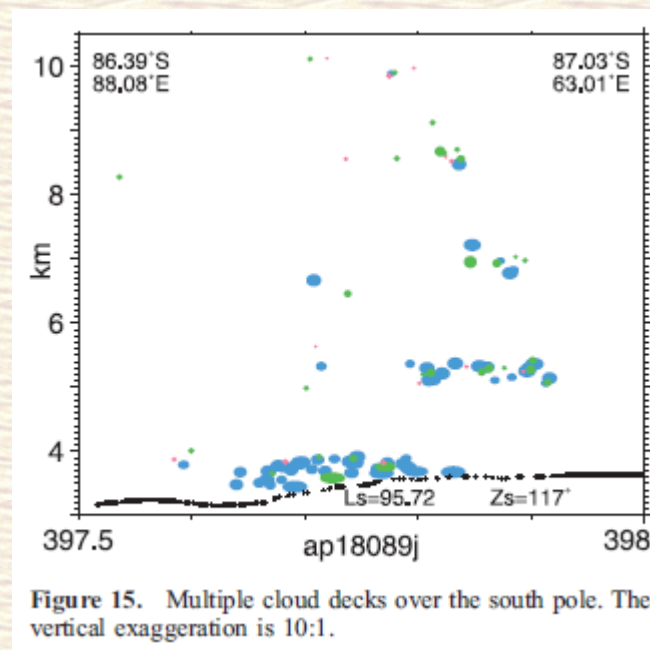 10
86.39°S
88.08°E
87.03°S
63.01°E
8
km
6
4
Ls=95.72
Zs=117°
397.5
ap18089j
398
Figure 15. Multiple cloud decks over the south pole. The
vertical exaggeration is 10:1.